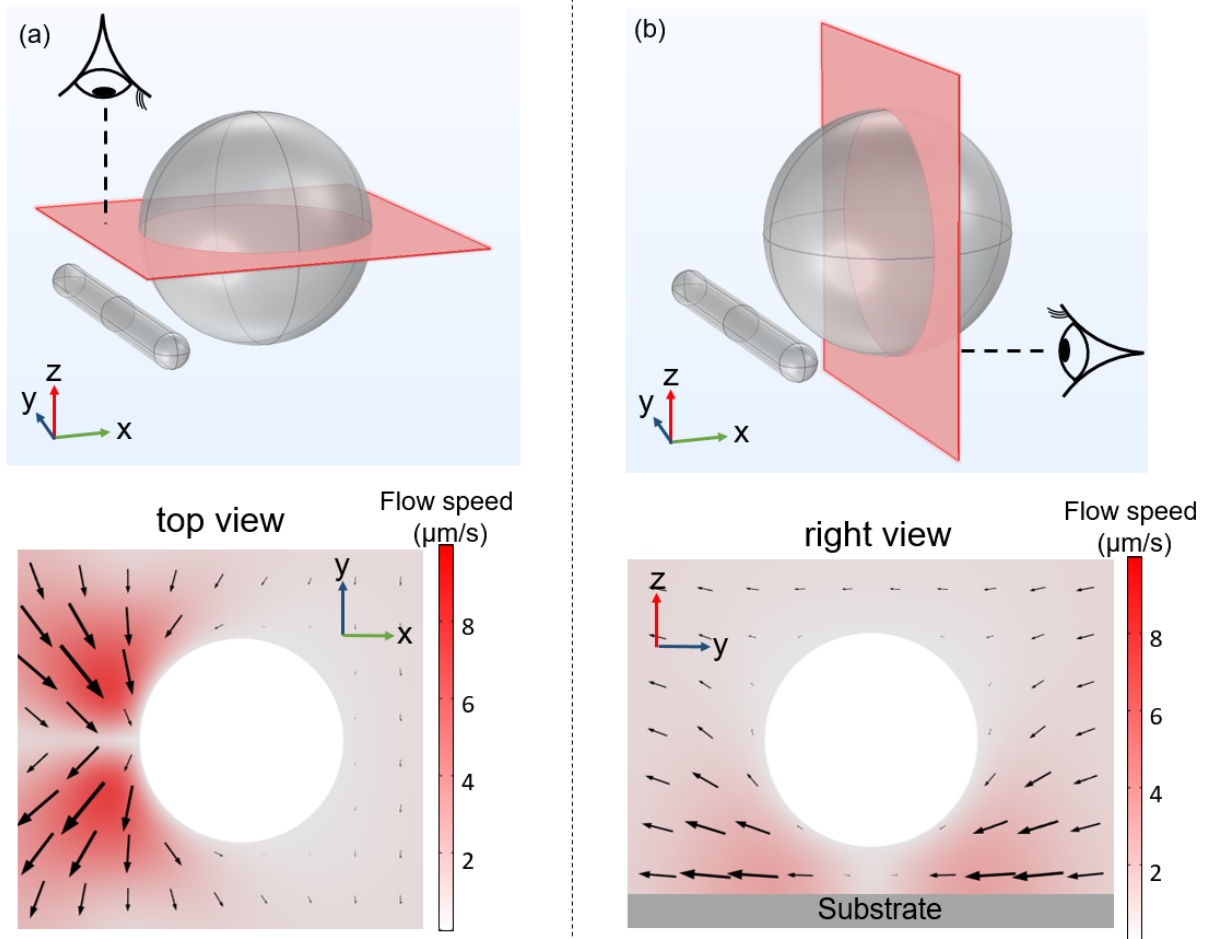 (a)
z
y
x
top view
Flow speed
(μm/s)
y
x
8
6
4
2
(b)
z
y
x
right view
Flow speed
(μm/s)
z
y
8
6
4
2
Substrate